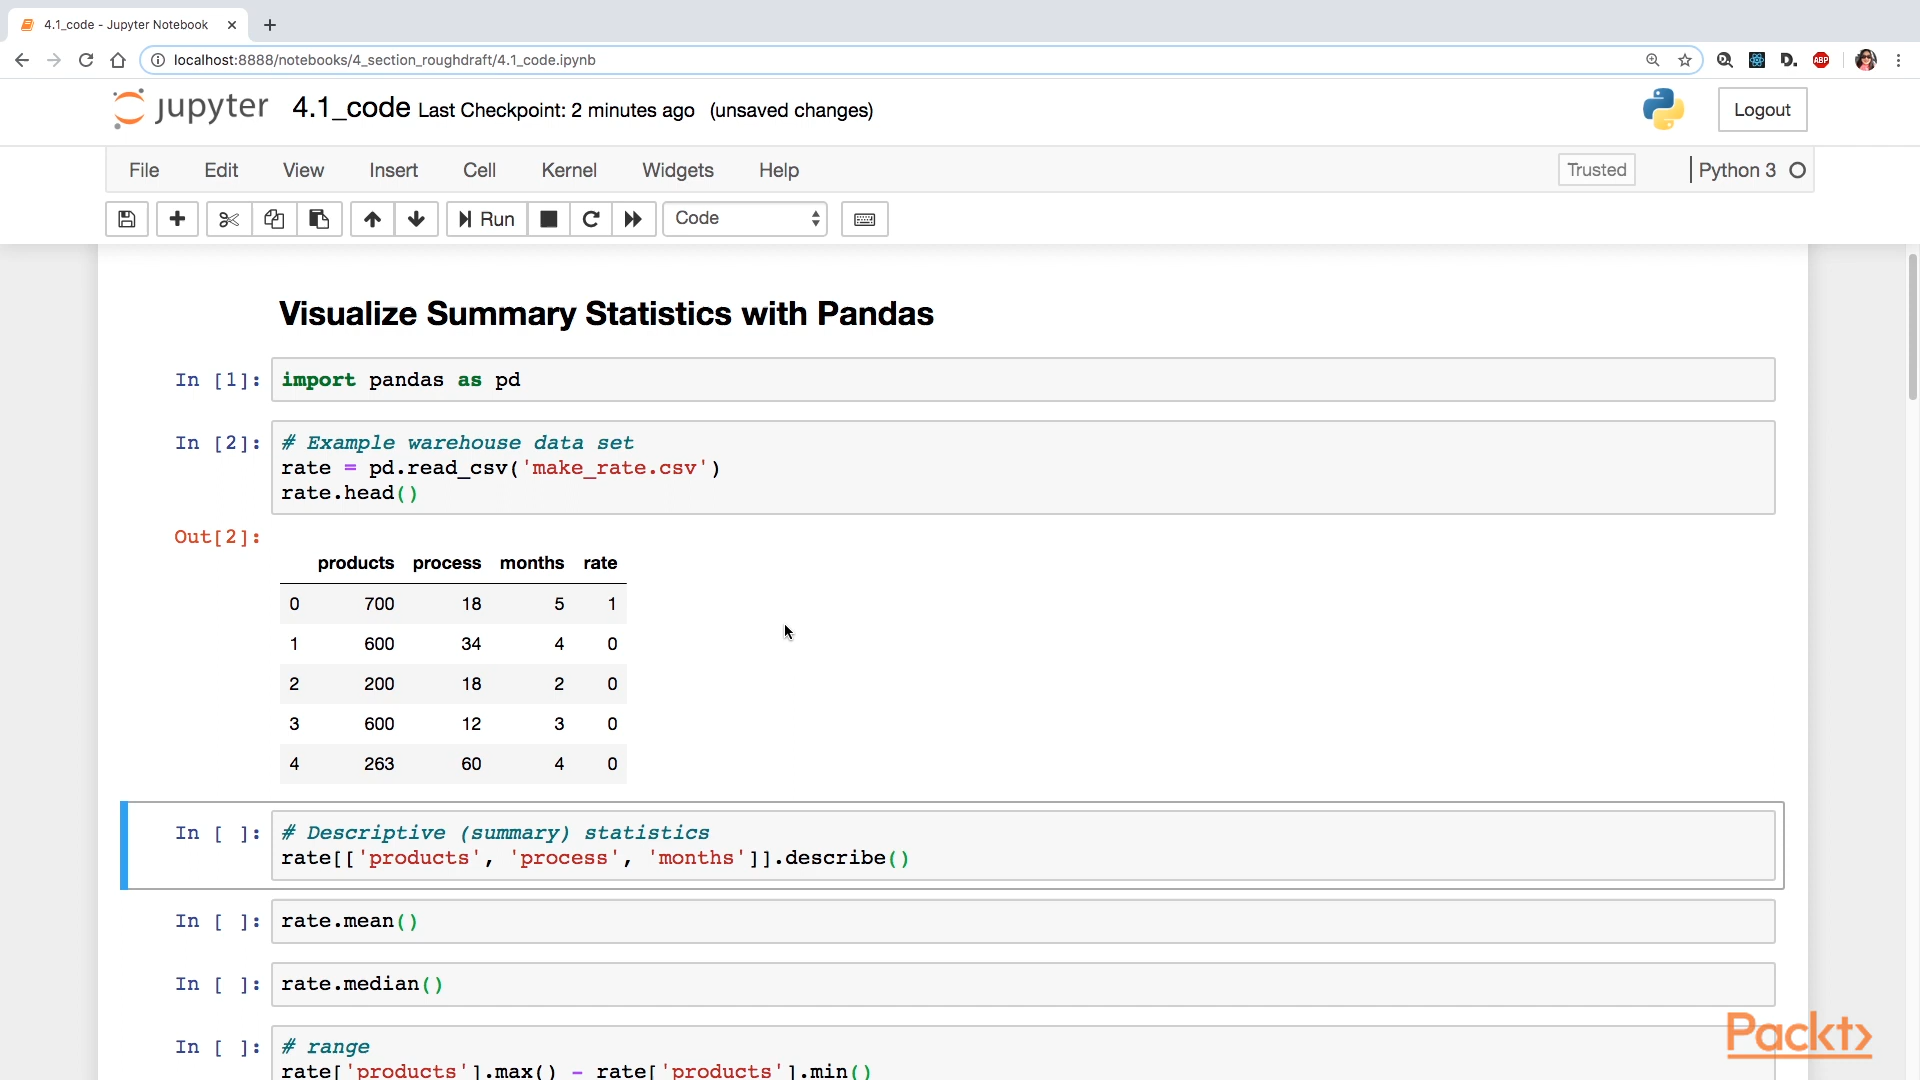 4.1_code - Jupyter Notebook
localhost:8888/notebooks/4_section_roughdraft/4.1_code.ipynb
D.
ABP
jupyter 4.1_code Last Checkpoint: 2 minutes ago (unsaved changes)
Logout
File Edit View Insert Cell Kernel Widgets Help
Trusted
Python 3
Run
Code
Visualize Summary Statistics with Pandas
In [1]: import pandas as pd
In [2]: # Example warehouse data set
rate = pd.read_csv('make_rate.csv')
rate.head()
Out[2]:
products process months rate
0 700 18 5 1
1 600 34 4 0
2 200 18 2 0
3 600 12 3 0
4 263 60 4 0
In [ ]: # Descriptive (summary) statistics
rate[['products', 'process', 'months']].describe()
In [ ]: rate.mean()
In [ ]: rate.median()
In [ ]: # range
rate['products'].max() - rate['products'].min()
Packt>